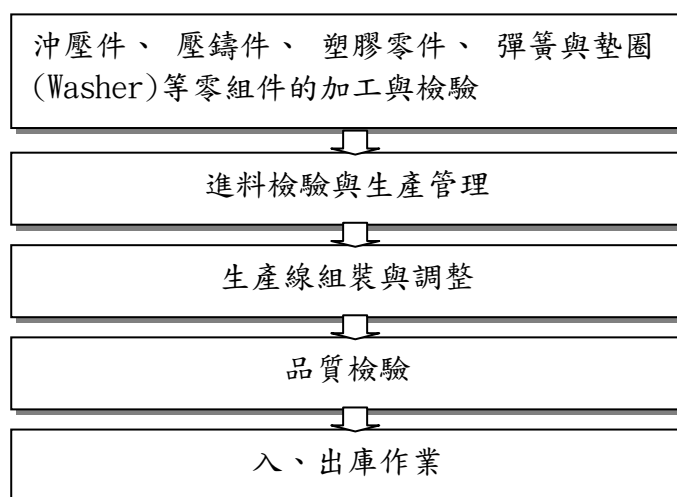 沖壓件、 壓鑄件、 塑膠零件、 彈簧與墊圈
(Washer)等零組件的加工與檢驗
進料檢驗與生產管理
生產線組裝與調整
品質檢驗
入、出庫作業